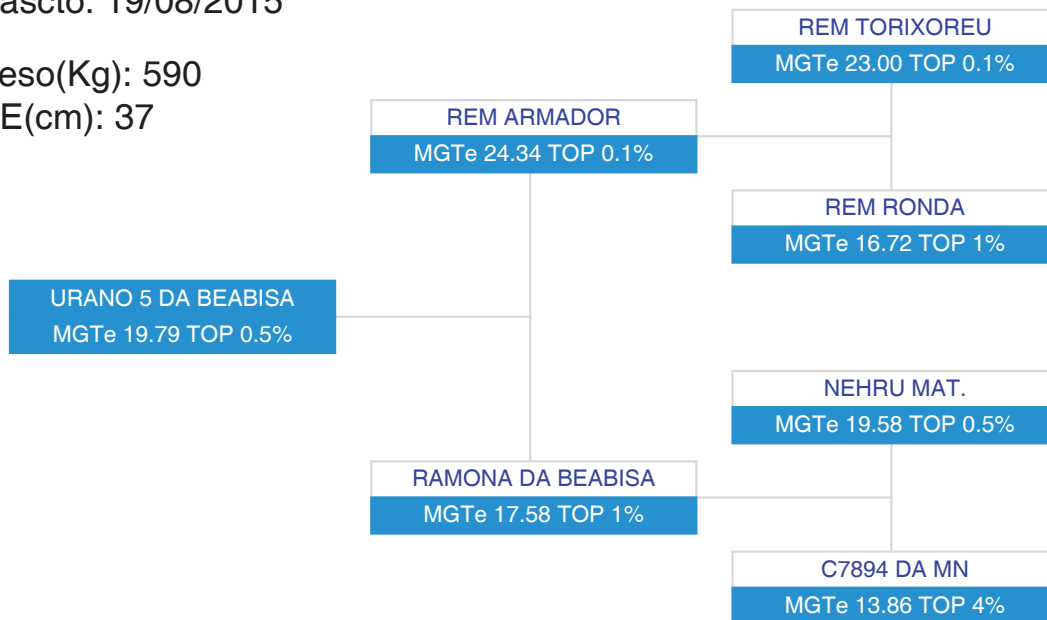 ascto: 19/08/2015
eso(Kg): 590
E(cm): 37
REM TORIXOREU
MGTe 23.00 TOP 0.1%
REM ARMADOR
MGTe 24.34 TOP 0.1%
REM RONDA
MGTe 16.72 TOP 1%
URANO 5 DA BEABISA
MGTe 19.79 TOP 0.5%
NEHRU MAT.
MGTe 19.58 TOP 0.5%
RAMONA DA BEABISA
MGTe 17.58 TOP 1%
C7894 DA MN
MGTe 13.86 TOP 4%